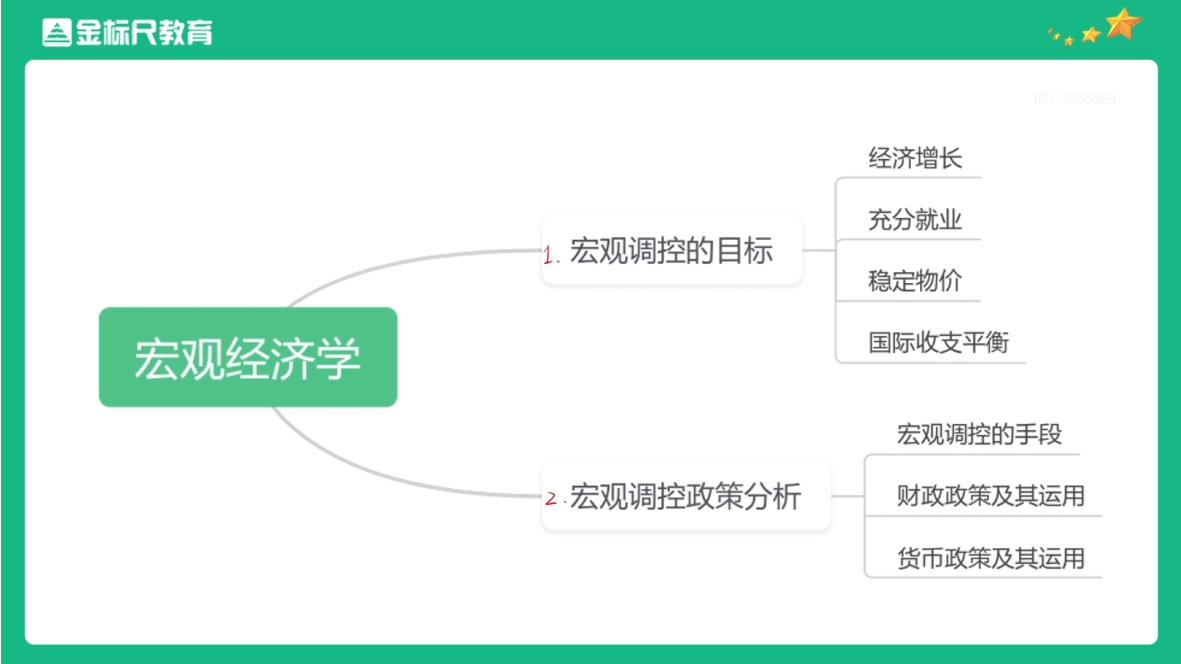 金标尺教育
ID: 3555369
宏观经济学
1. 宏观调控的目标
经济增长
充分就业
稳定物价
国际收支平衡
2. 宏观调控政策分析
宏观调控的手段
财政政策及其运用
货币政策及其运用